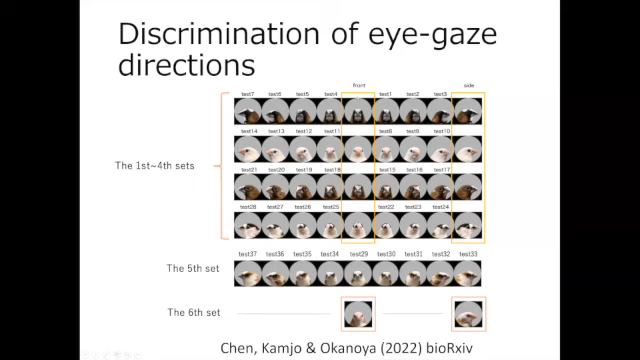 Discrimination of eye-gaze
directions
front
side
test7 test6 test5 test4 test1 test2 test3
test14 test13 test12 test11 test8 test9 test10
The 1st~4th sets
test21 test20 test19 test18 test15 test16 test17
test28 test27 test26 test25 test22 test23 test24
test37 test36 test35 test34 test29 test30 test31 test32 test33
The 5th set
The 6th set
Chen, Kamjo & Okanoya (2022) bioRxiv